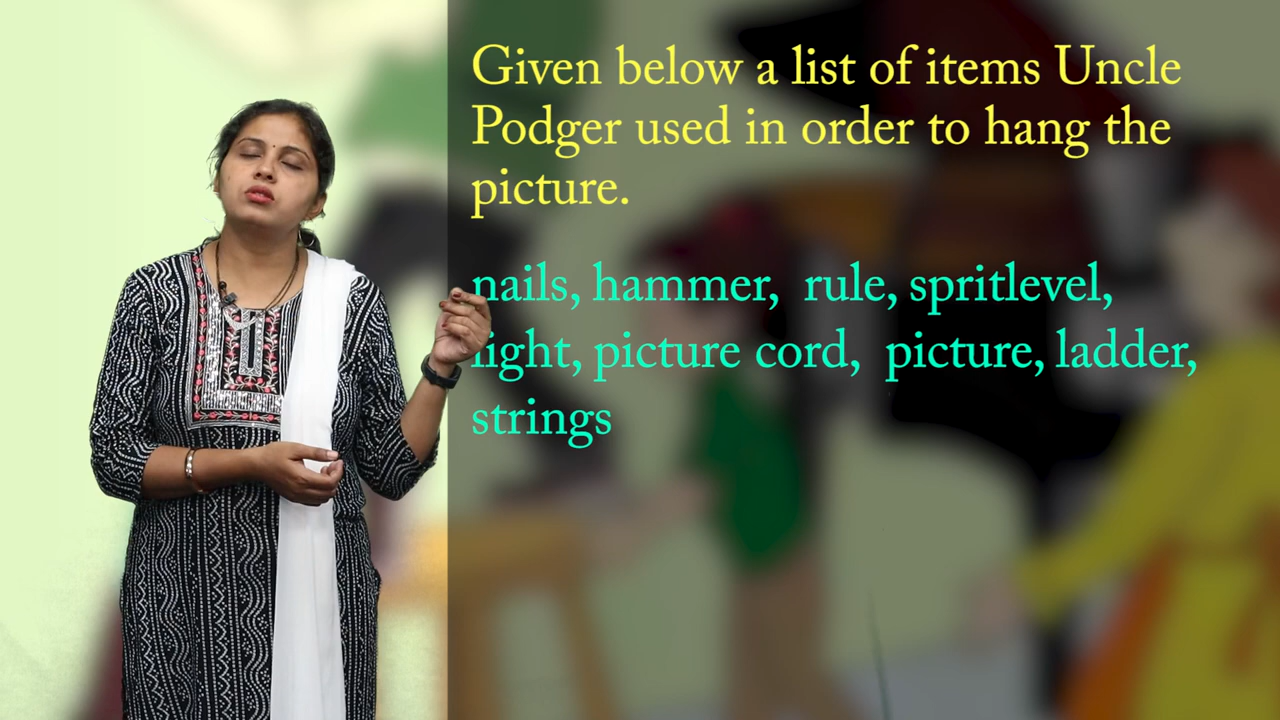 Given below a list of items Uncle
Podger used in order to hang the
picture.
nails, hammer, rule, spritlevel,
light, picture cord, picture, ladder,
strings